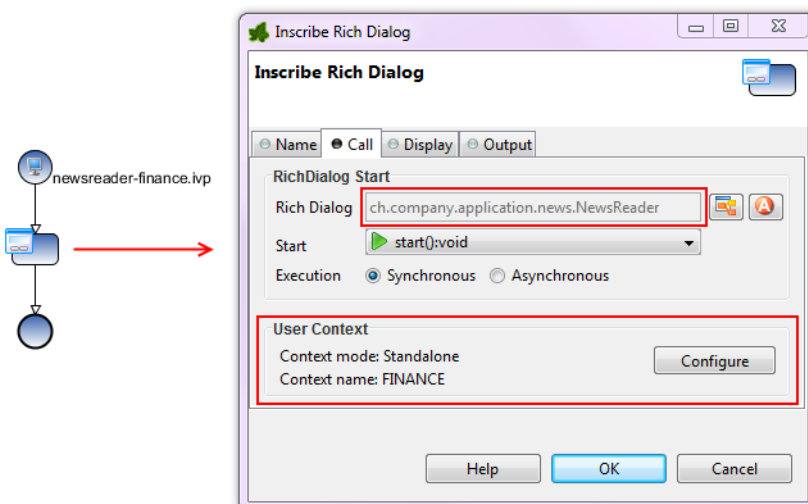 Inscribe Rich Dialog
Inscribe Rich Dialog
Name Call Display Output
newsreader-finance.ivp
RichDialog Start
Rich Dialog ch.company.application.news.NewsReader
Start start():void
Execution Synchronous Asynchronous
User Context
Context mode: Standalone
Configure
Context name: FINANCE
Help OK Cancel